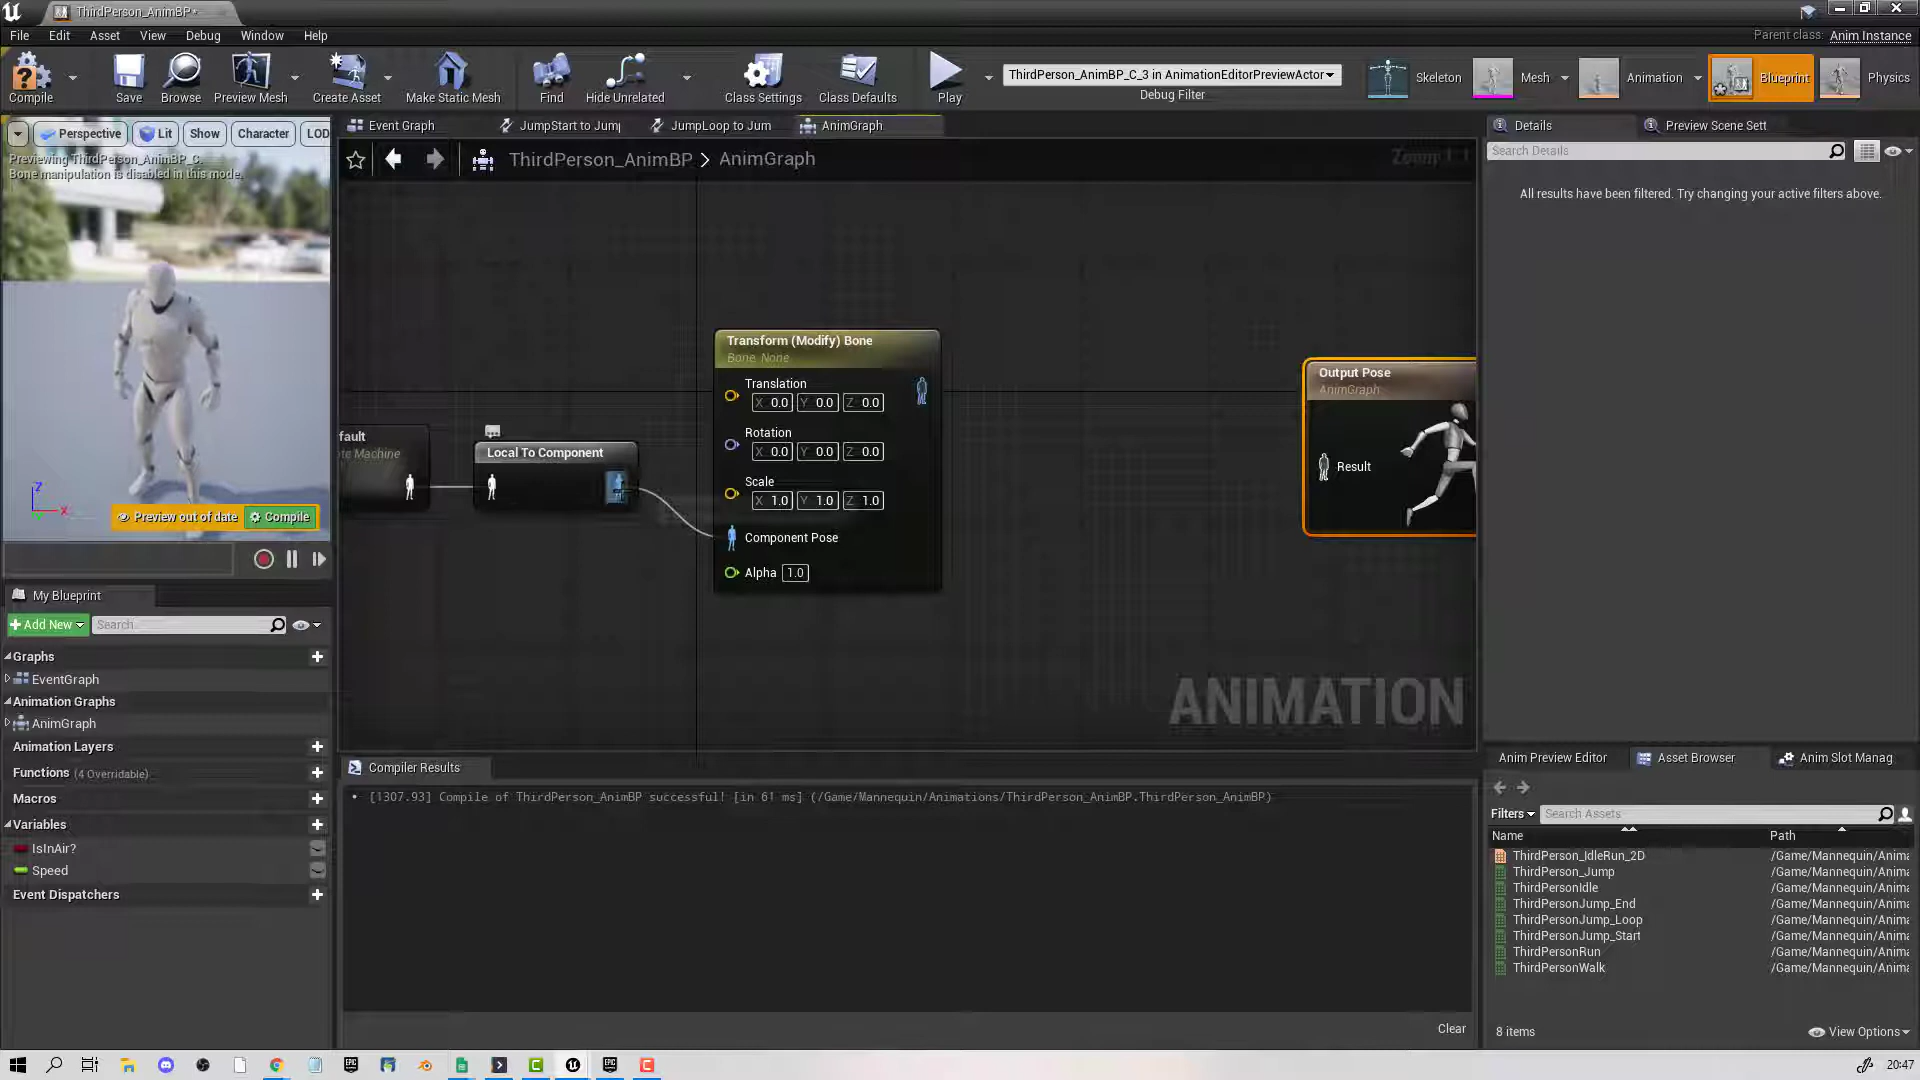 ThirdPerson_AnimBP*
File Edit Asset View Debug Window Help
Parent class: Anim Instance
Compile
Save
Browse
Preview Mesh
Create Asset
Make Static Mesh
Find
Hide Unrelated
Class Settings
Class Defaults
Play
ThirdPerson_AnimBP_C_3 in AnimationEditorPreviewActor
Debug Filter
Skeleton
Mesh
Animation
Blueprint
Physics
Perspective Lit Show Character LOD
Previewing ThirdPerson_AnimBP_C.
Bone manipulation is disabled in this mode.
Z
X
Preview out of date Compile
Event Graph
JumpStart to Jump
JumpLoop to Jum
AnimGraph
ThirdPerson_AnimBP > AnimGraph
Zoom 1:1
fault
te Machine
Local To Component
Transform (Modify) Bone
Bone None
Translation
X 0.0 Y 0.0 Z 0.0
Rotation
X 0.0 Y 0.0 Z 0.0
Scale
X 1.0 Y 1.0 Z 1.0
Component Pose
Alpha 1.0
Output Pose
AnimGraph
Result
ANIMATION
Details
Preview Scene Sett
Search Details
All results have been filtered. Try changing your active filters above.
My Blueprint
+ Add New
Search
Graphs
EventGraph
Animation Graphs
AnimGraph
Animation Layers
Functions (4 Overridable)
Macros
Variables
IsInAir?
Speed
Event Dispatchers
Compiler Results
• [1307.93] Compile of ThirdPerson_AnimBP successful! [in 61 ms] (/Game/Mannequin/Animations/ThirdPerson_AnimBP.ThirdPerson_AnimBP)
Clear
Anim Preview Editor
Asset Browser
Anim Slot Manag
Filters
Search Assets
Name Path
ThirdPerson_IdleRun_2D /Game/Mannequin/Anima
ThirdPerson_Jump /Game/Mannequin/Anima
ThirdPersonIdle /Game/Mannequin/Anima
ThirdPersonJump_End /Game/Mannequin/Anima
ThirdPersonJump_Loop /Game/Mannequin/Anima
ThirdPersonJump_Start /Game/Mannequin/Anima
ThirdPersonRun /Game/Mannequin/Anima
ThirdPersonWalk /Game/Mannequin/Anima
8 items
View Options
20:47